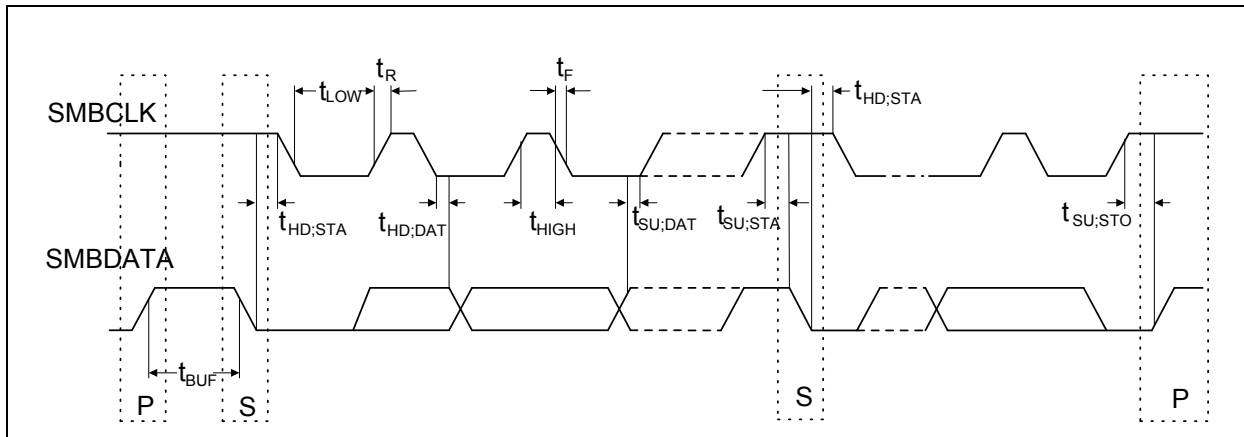 tR
tF
tLOW
tHD;STA
SMBCLK
tHD;STA
tHD;DAT
tHIGH
tSU;DAT
tSU;STA
tSU;STO
SMBDATA
tBUF
P
S
S
P